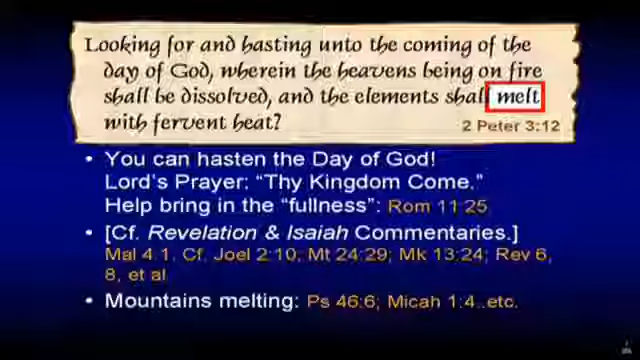 Looking for and hasting unto the coming of the
day of God, wherein the heavens being on fire
shall be dissolved, and the elements shall melt
with fervent heat?
2 Peter 3:12
• You can hasten the Day of God!
Lord's Prayer: “Thy Kingdom Come.”
Help bring in the “fullness”: Rom 11:25
• [Cf. Revelation & Isaiah Commentaries.]
Mal 4:1, Cf. Joel 2:10; Mt 24:29; Mk 13:24; Rev 6,
8, et al
• Mountains melting: Ps 46:6; Micah 1:4..etc.